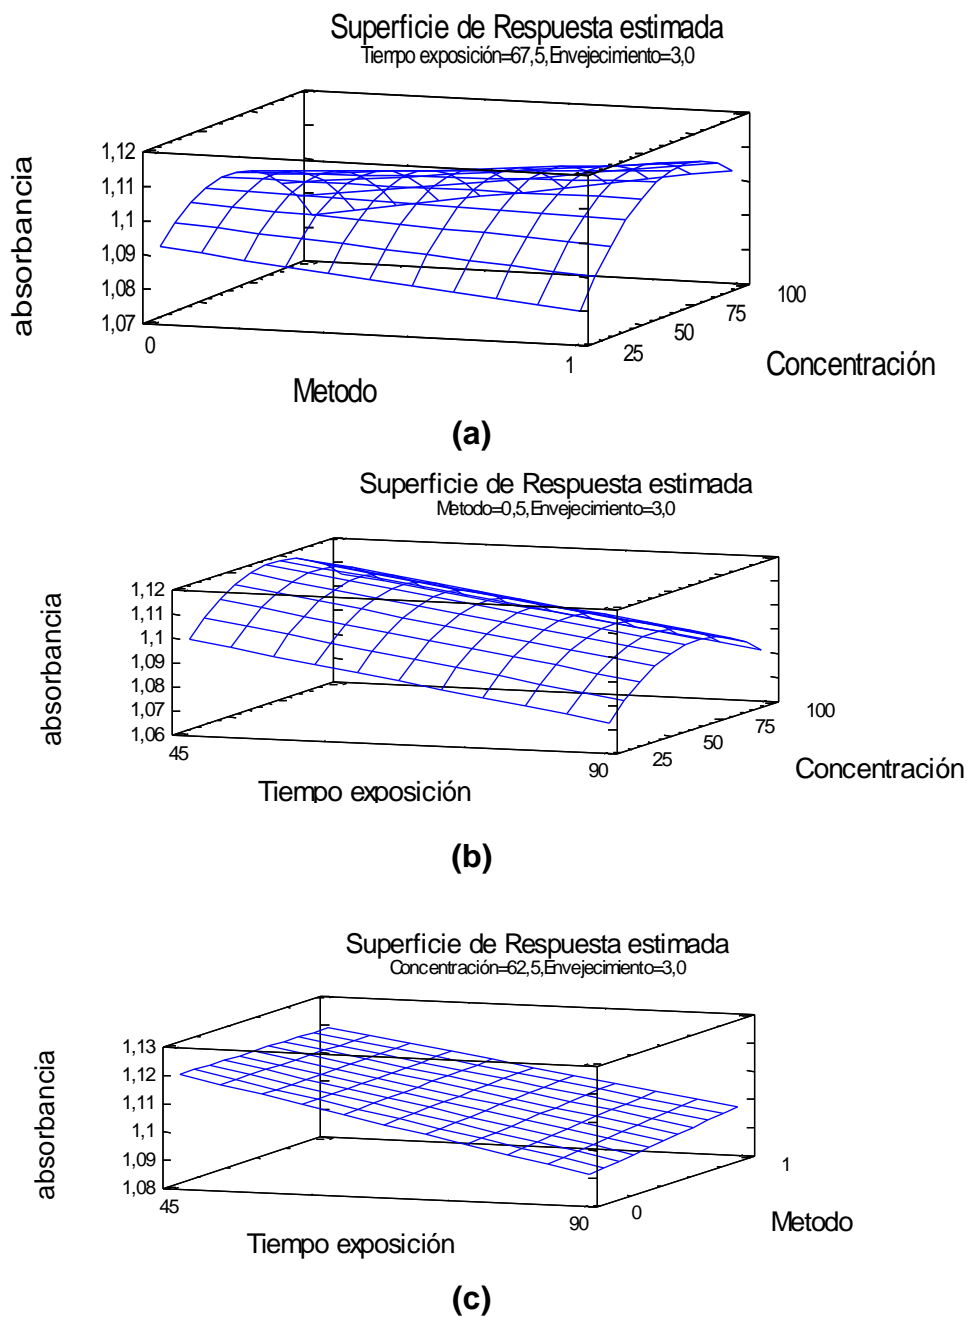 Superficie de Respuesta estimada
Tiempo exposición=67,5,Envejecimiento=3,0
absorbancia
1,12
1,11
1,1
1,09
1,08
1,07
0
1
Metodo
25
50
75
100
Concentración
(a)
Superficie de Respuesta estimada
Metodo=0,5,Envejecimiento=3,0
absorbancia
1,12
1,11
1,1
1,09
1,08
1,07
1,06
45
90
Tiempo exposición
25
50
75
100
Concentración
(b)
Superficie de Respuesta estimada
Concentración=62,5,Envejecimiento=3,0
absorbancia
1,13
1,12
1,11
1,1
1,09
1,08
45
90
Tiempo exposición
0
1
Metodo
(c)